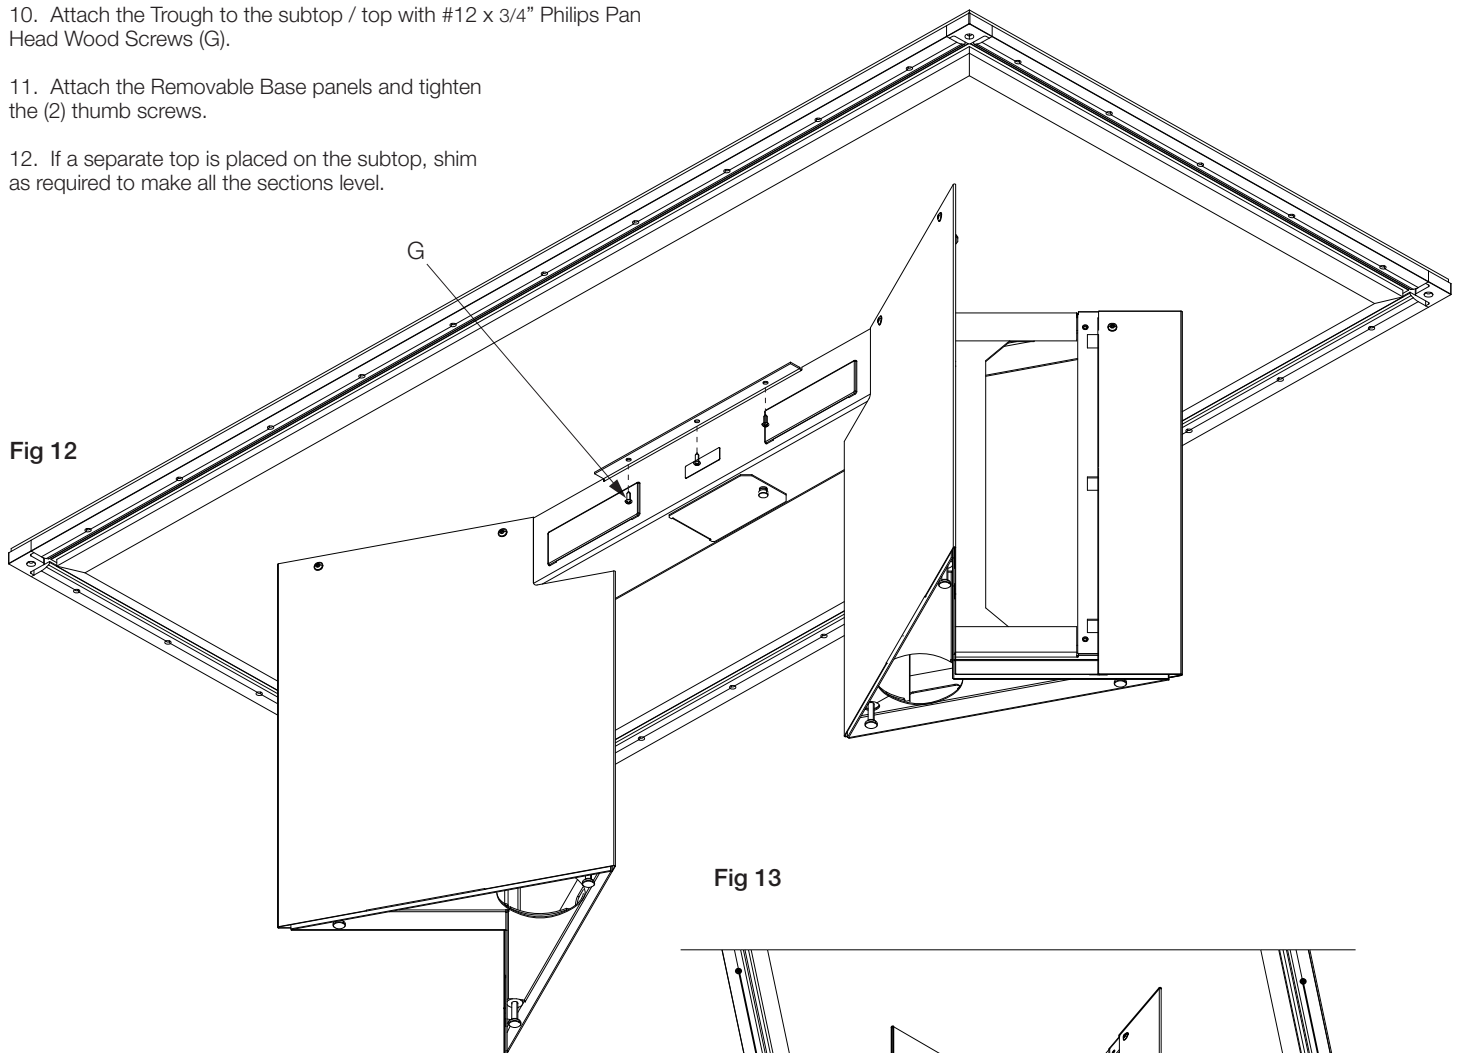 10.  Attach the Trough to the subtop / top with #12 x 3/4” Philips Pan
Head Wood Screws (G).
11.  Attach the Removable Base panels and tighten
the (2) thumb screws.
12.  If a separate top is placed on the subtop, shim
as required to make all the sections level.
G
Fig 12
Fig 13